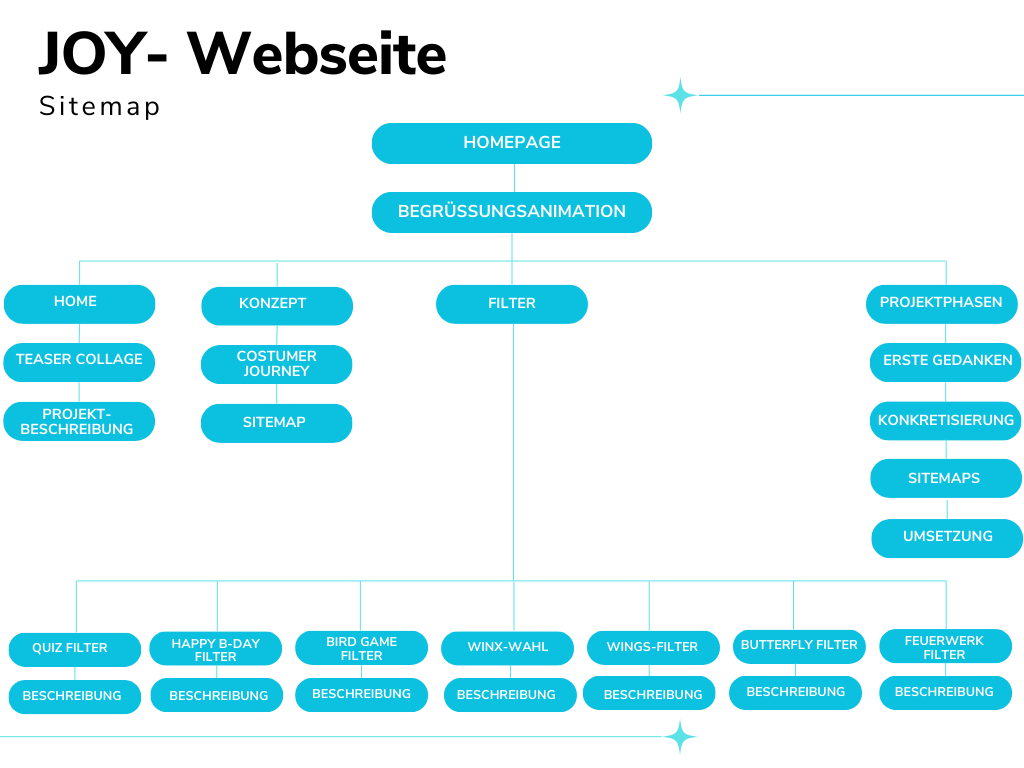 JOY- Webseite
Sitemap
HOMEPAGE
BEGRÜSSUNGSANIMATION
HOME
KONZEPT
FILTER
PROJEKTPHASEN
TEASER COLLAGE
COSTUMER
JOURNEY
ERSTE GEDANKEN
PROJEKT-
BESCHREIBUNG
SITEMAP
KONKRETISIERUNG
SITEMAPS
UMSETZUNG
QUIZ FILTER
HAPPY B-DAY
FILTER
BIRD GAME
FILTER
WINX-WAHL
WINGS-FILTER
BUTTERFLY FILTER
FEUERWERK
FILTER
BESCHREIBUNG
BESCHREIBUNG
BESCHREIBUNG
BESCHREIBUNG
BESCHREIBUNG
BESCHREIBUNG
BESCHREIBUNG